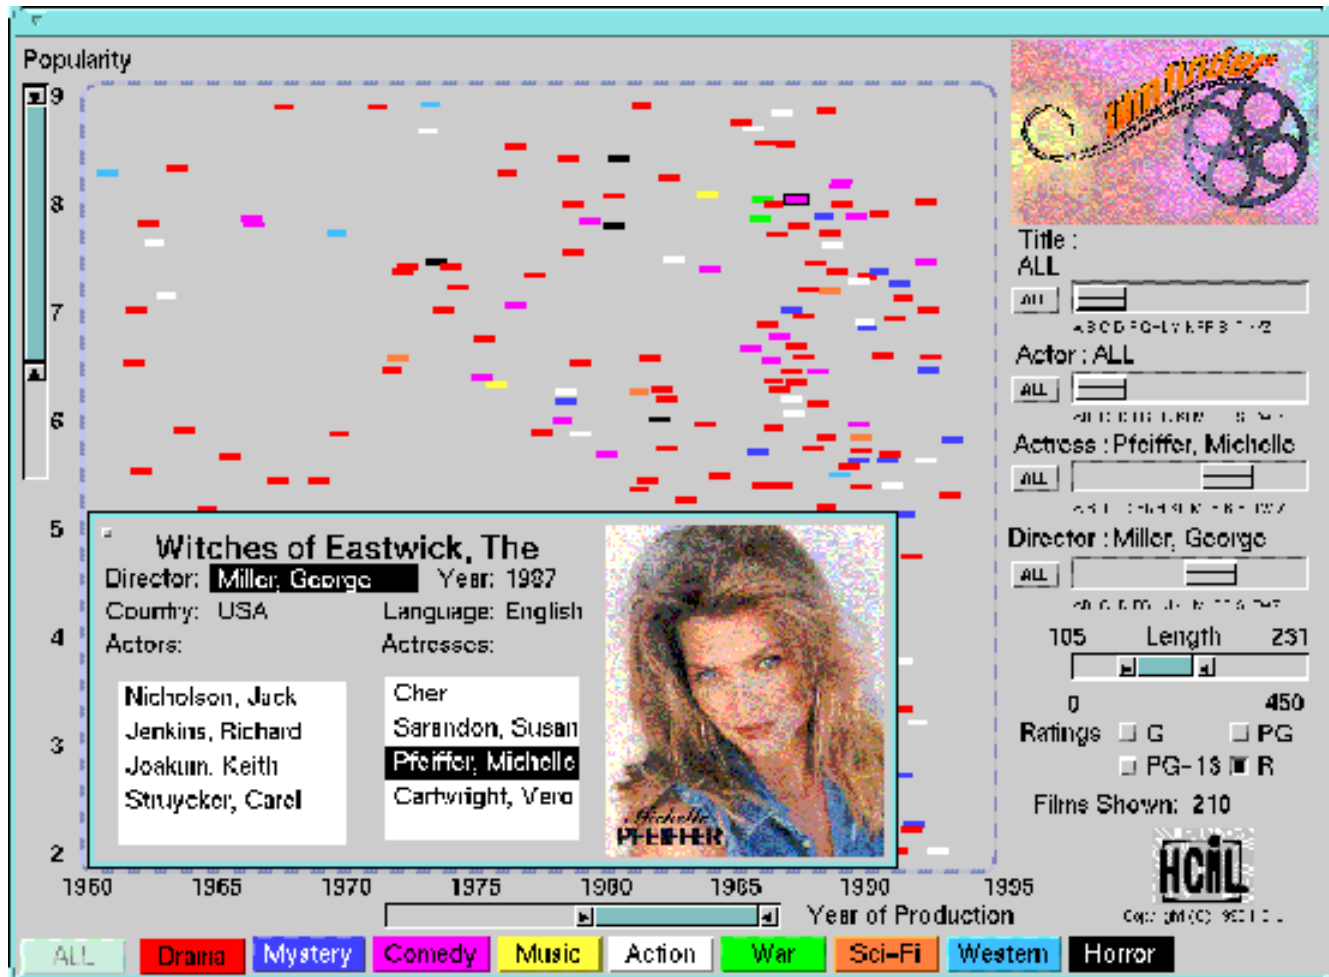 Popularity
9
8
7
6
5
4
3
2
1960 1965 1970 1975 1980 1985 1990 1995
Year of Production
filmfinder
Title :
ALL
ALL
Actor : ALL
ALL
Actress : Pfeiffer, Michelle
ALL
Director : Miller, George
ALL
105 Length 231
0 450
Ratings G PG
PG-13 R
Films Shown: 210
HCIL
Witches of Eastwick, The
Director: Miller, George Year: 1987
Country: USA Language: English
Actors: Actresses:
Nicholson, Jack Cher
Jenkins, Richard Sarandon, Susan
Joakum, Keith Pfeiffer, Michelle
Struycker, Carel Cartwright, Vero
Michelle
PFEIFFER
ALL Drama Mystery Comedy Music Action War Sci-Fi Western Horror